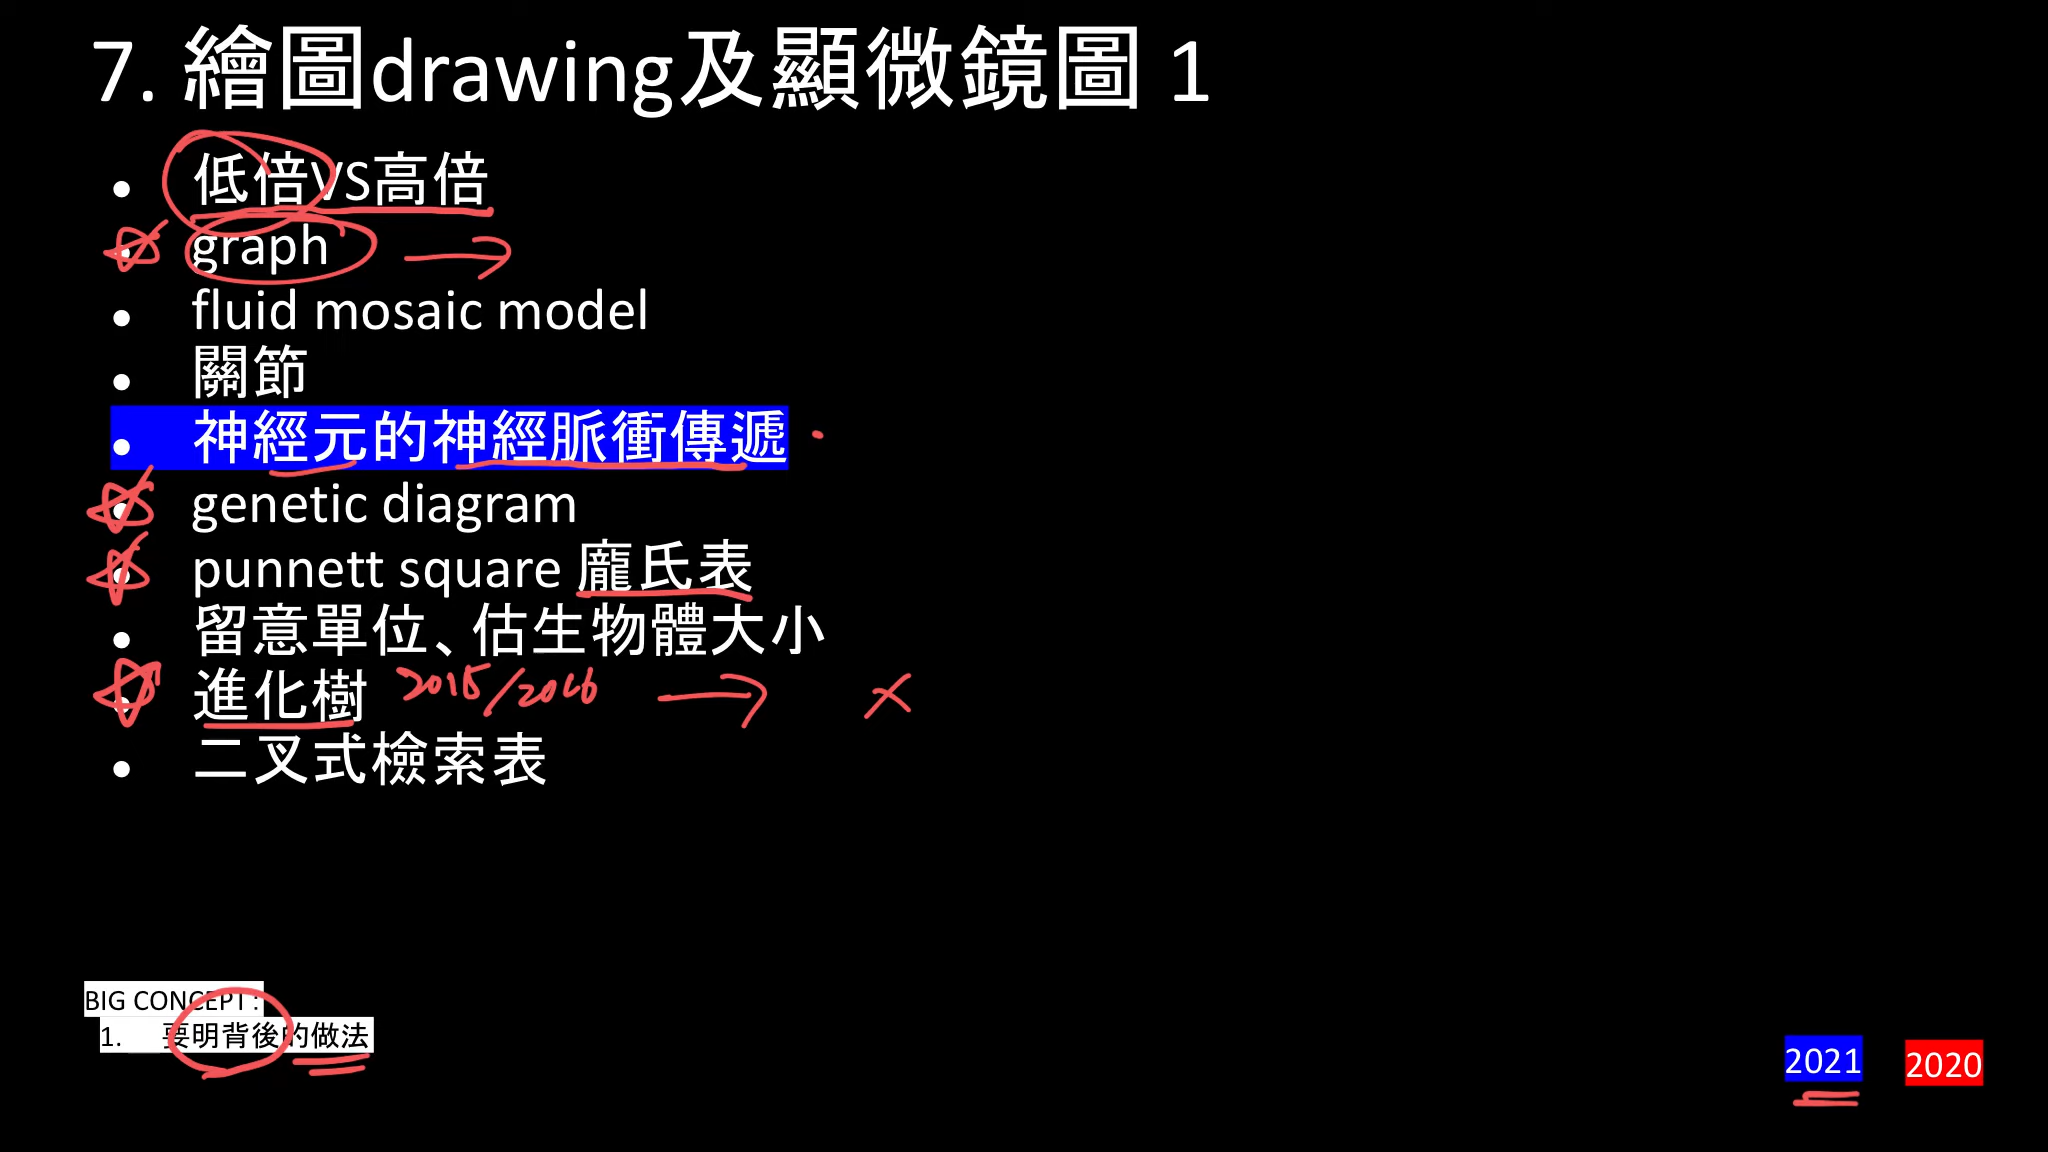 7. 繪圖drawing及顯微鏡圖 1
• 低倍VS高倍
• graph
• fluid mosaic model
• 關節
• 神經元的神經脈衝傳遞
• genetic diagram
• punnett square 龐氏表
• 留意單位、估生物體大小
• 進化樹 2015/2016
• 二叉式檢索表
BIG CONCEPT :
1. 要明背後的做法
2021 2020